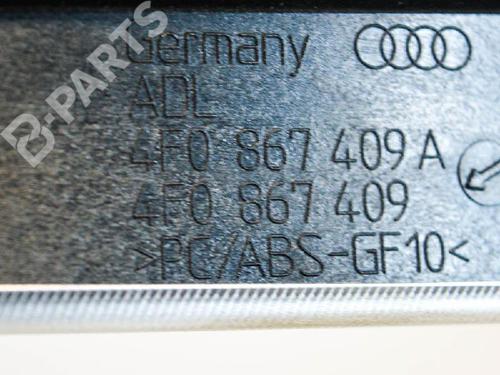 Germany
ADL
4F0 867 409 A
4F0 867 409
>PC/ABS-GF10<
B-PARTS